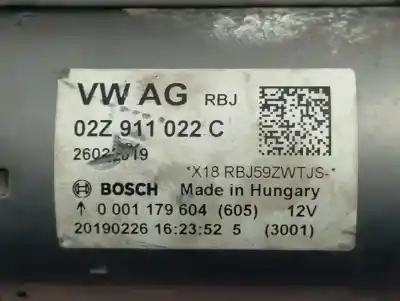 VW AG RBJ
02Z 911 022 C
*X18 RBJ59ZWTJS-*
BOSCH Made in Hungary
0 001 179 604 (605) 12V
20190226 16:23:52 5 (3001)